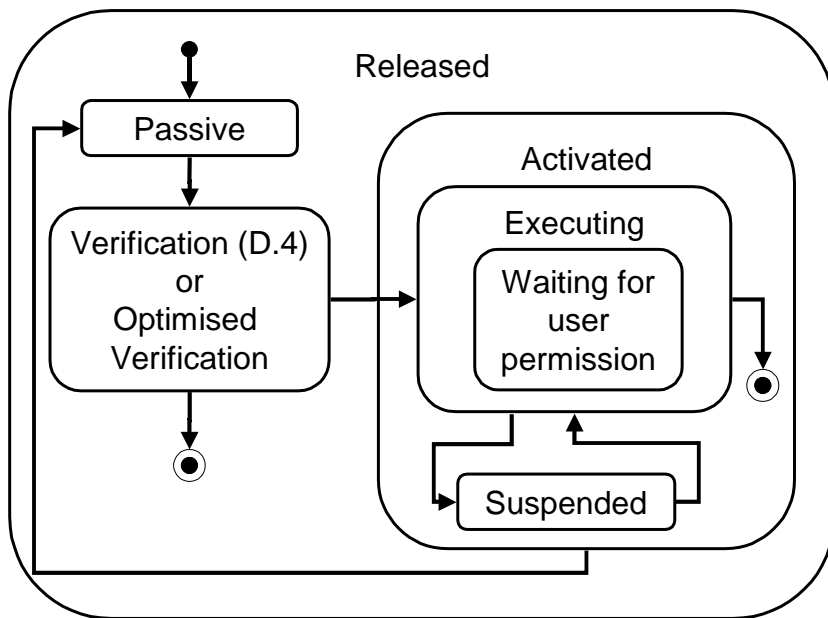 Released
Passive
Activated
Executing
Verification (D.4)
or
Optimised
Verification
Waiting for
user
permission
Suspended